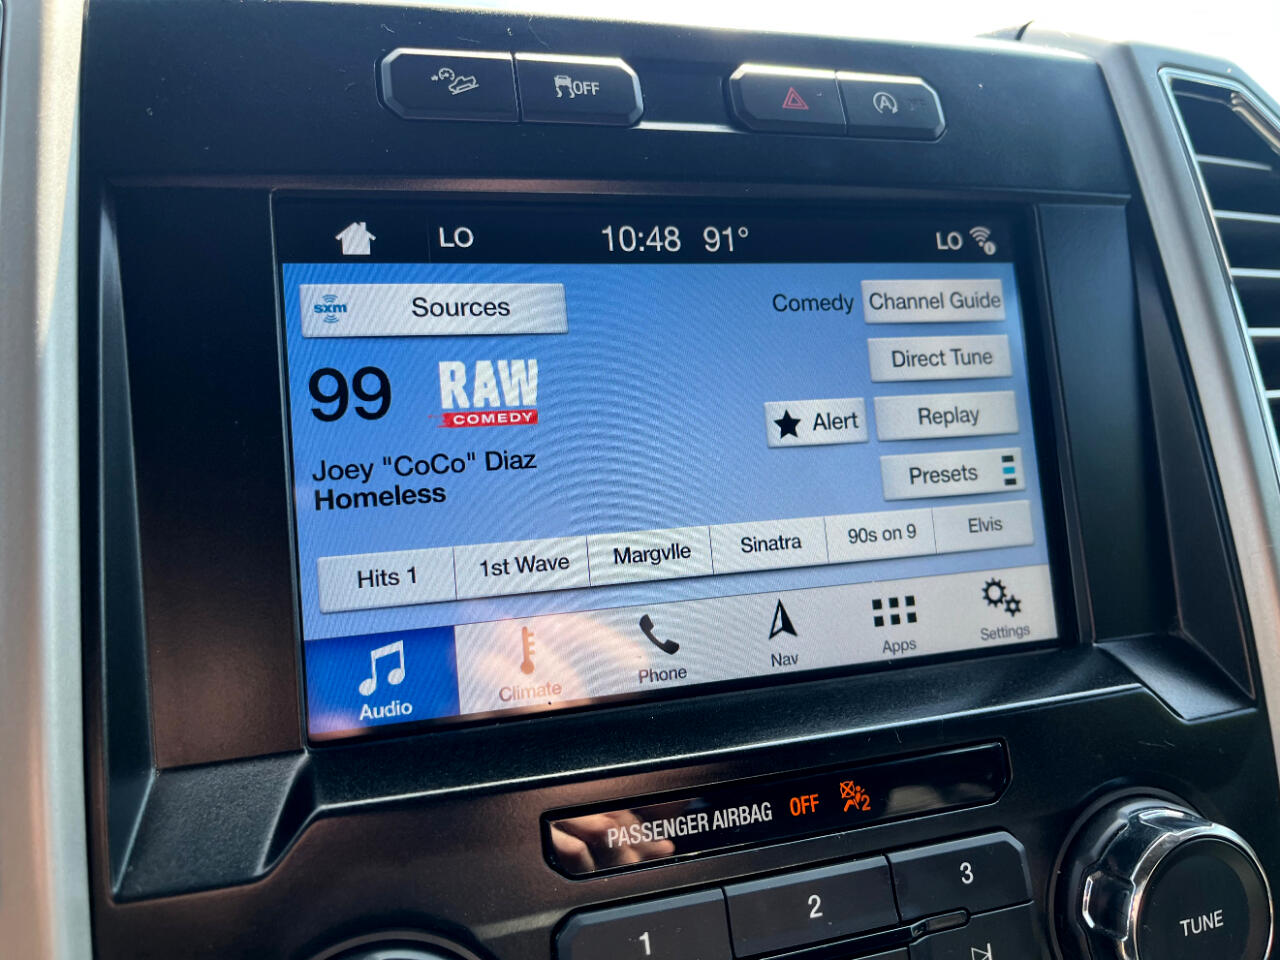 OFF
A
LO 10:48 91° LO
sxm Sources
Comedy Channel Guide
99 RAW COMEDY
Direct Tune
Alert Replay
Joey "CoCo" Diaz
Homeless
Presets
Hits 1 1st Wave Margvlle Sinatra 90s on 9 Elvis
Audio Climate Phone Nav Apps Settings
PASSENGER AIRBAG OFF 2
1 2 3
TUNE